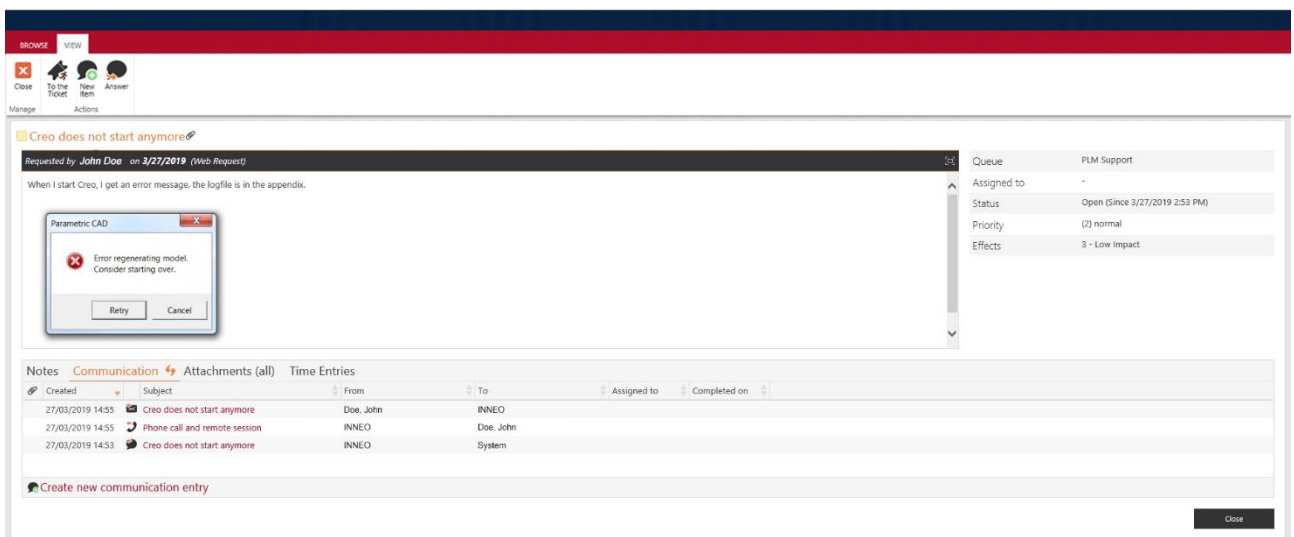 BROWSE VIEW
Close To the Ticket New item Answer
Manage Actions
Creo does not start anymore
Requested by John Doe on 3/27/2019 (Web Request)
When I start Creo, I get an error message. the logfile is in the appendix.
Parametric CAD
Error regenerating model.
Consider starting over.
Retry Cancel
Queue PLM Support
Assigned to -
Status Open (Since 3/27/2019 2:53 PM)
Priority (2) normal
Effects 3 - Low Impact
Notes Communication Attachments (all) Time Entries
Created Subject From To Assigned to Completed on
27/03/2019 14:55 Creo does not start anymore Doe, John INNEO
27/03/2019 14:55 Phone call and remote session INNEO Doe, John
27/03/2019 14:53 Creo does not start anymore INNEO System
Create new communication entry
Close